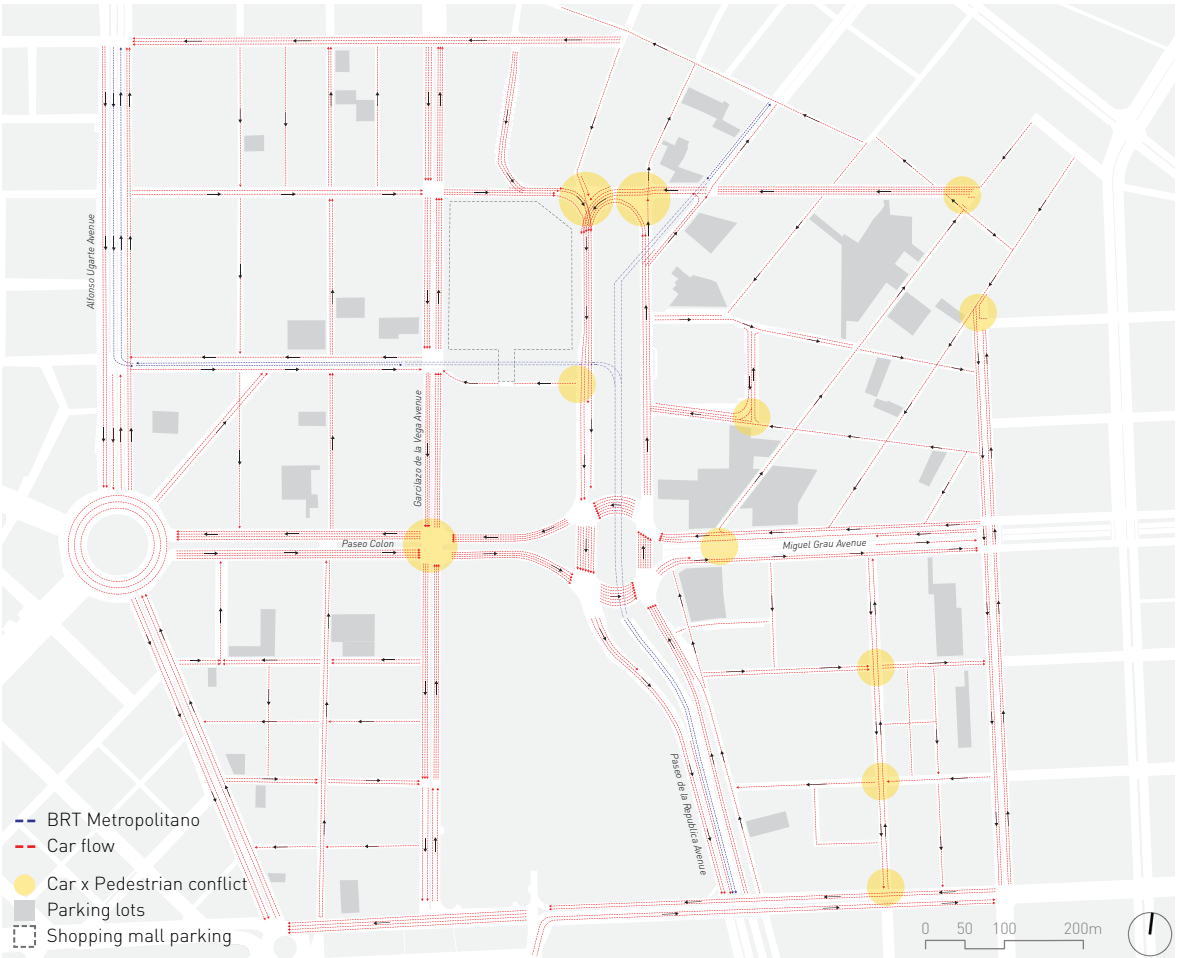 Alfonso Ugarte Avenue
Garcilazo de la Vega Avenue
Paseo Colon
Miguel Grau Avenue
Paseo de la Republica Avenue
BRT Metropolitano
Car flow
Car x Pedestrian conflict
Parking lots
Shopping mall parking
0 50 100 200m